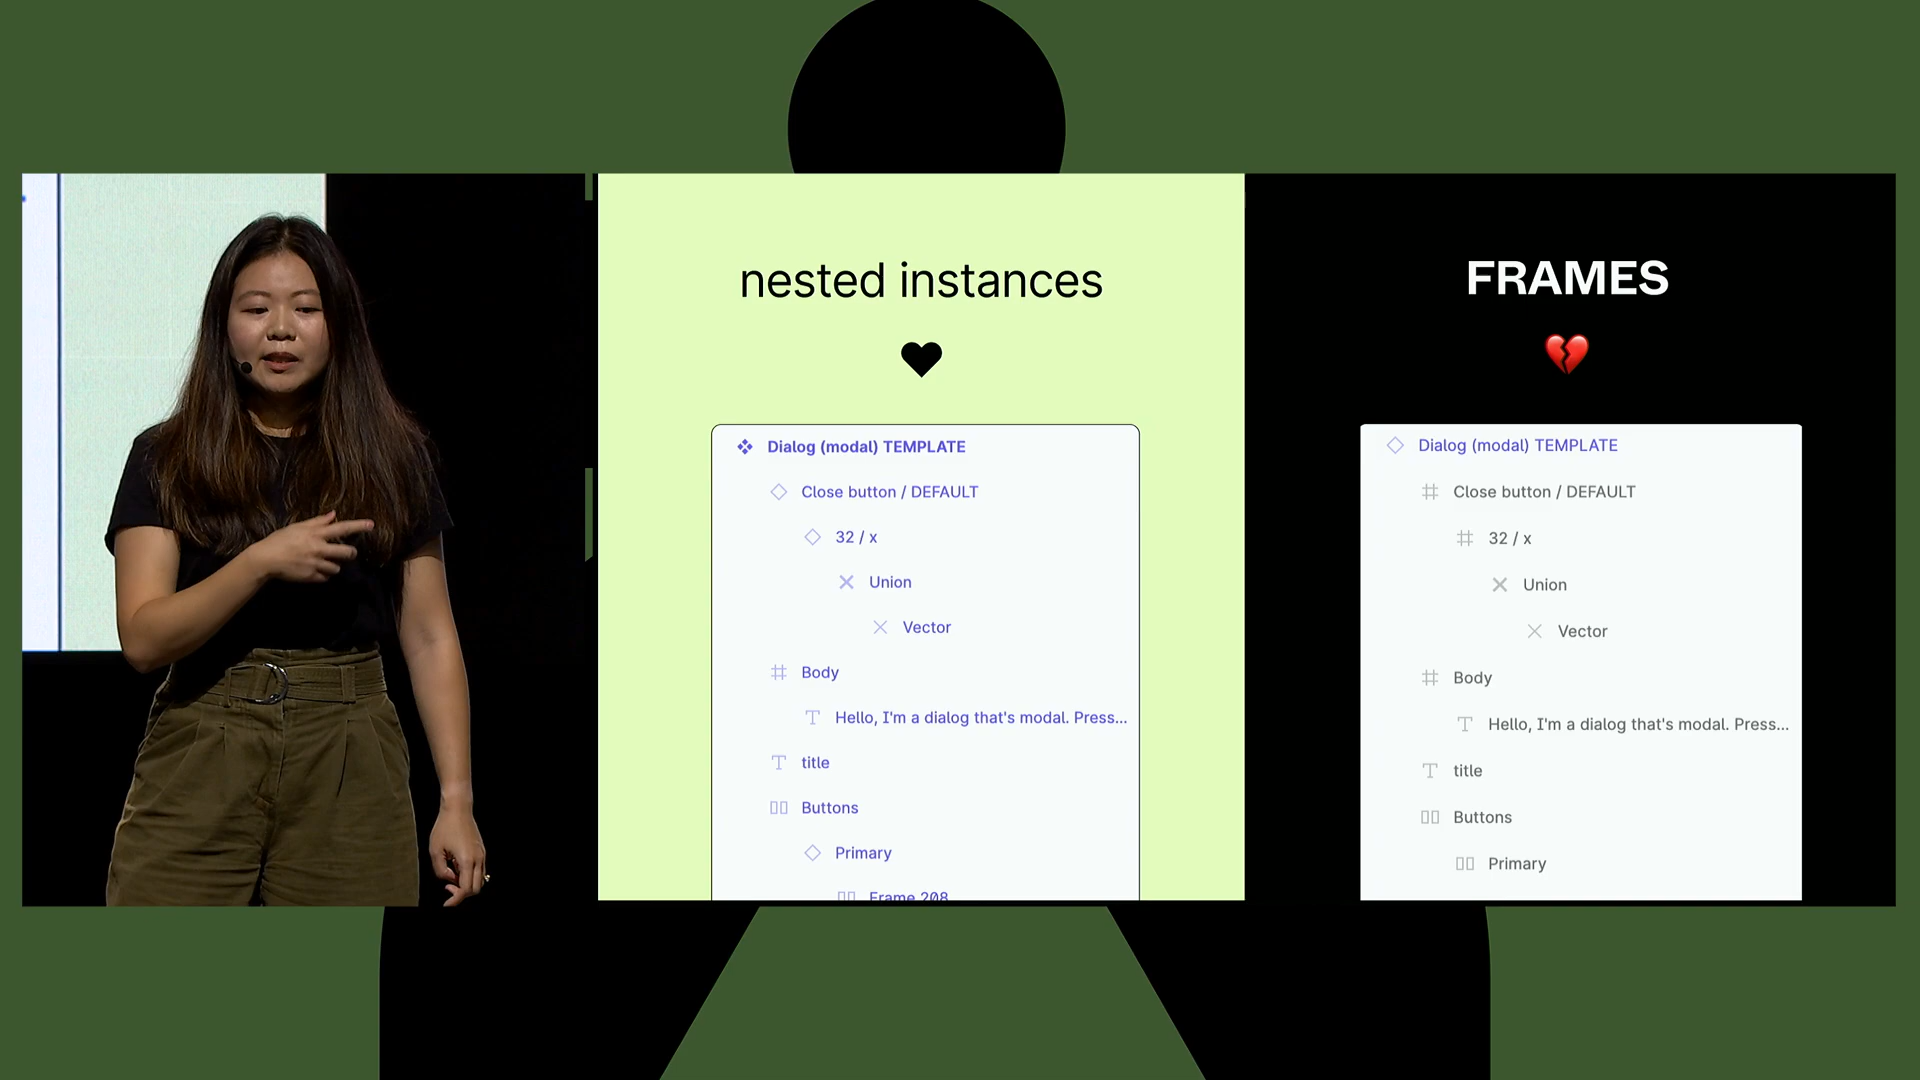 nested instances
Dialog (modal) TEMPLATE
Close button / DEFAULT
32 / x
Union
Vector
Body
Hello, I'm a dialog that's modal. Press...
title
Buttons
Primary
Frame 208
FRAMES
Dialog (modal) TEMPLATE
Close button / DEFAULT
32 / x
Union
Vector
Body
Hello, I'm a dialog that's modal. Press...
title
Buttons
Primary